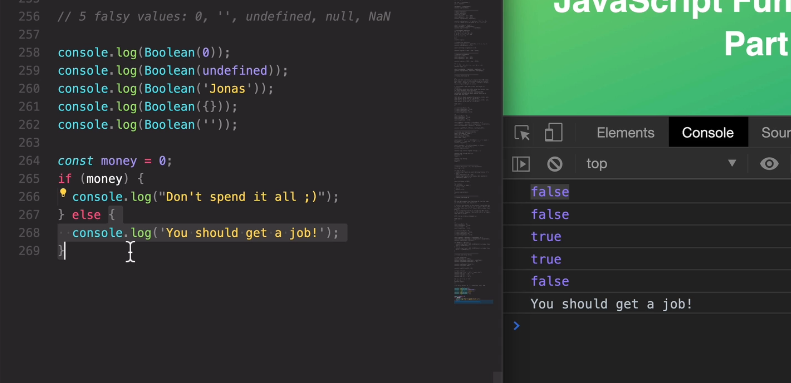 256 // 5 falsy values: 0, '', undefined, null, NaN
257
258 console.log(Boolean(0));
259 console.log(Boolean(undefined));
260 console.log(Boolean('Jonas'));
261 console.log(Boolean({}));
262 console.log(Boolean(''));
263
264 const money = 0;
265 if (money) {
266 console.log("Don't spend it all ;)");
267 } else {
268 console.log('You should get a job!');
269 }
JavaScript Fun
Part
Elements Console Sour
top
false
false
true
true
false
You should get a job!
>